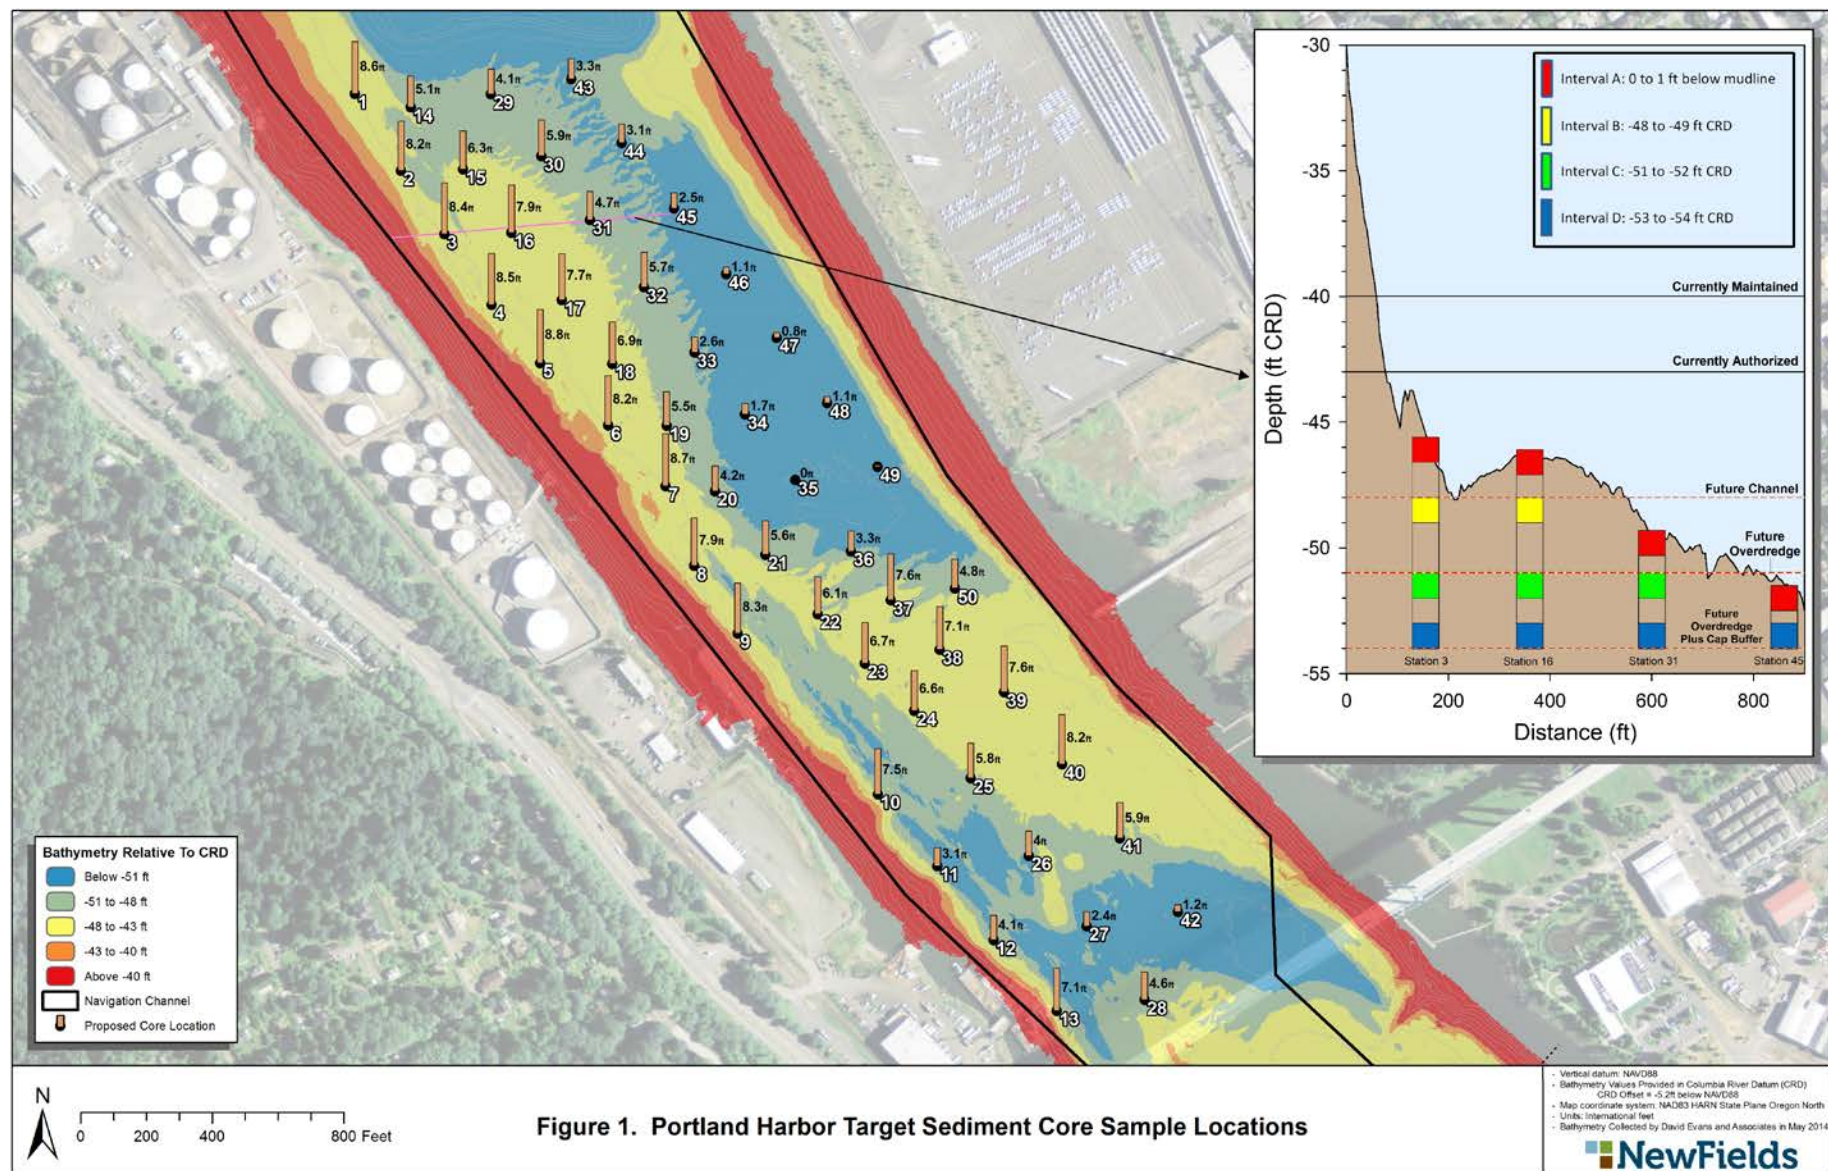 8.6ft
1
5.1ft
14
4.1ft
29
3.3ft
43
8.2ft
2
6.3ft
15
5.9ft
30
3.1ft
44
8.4ft
3
7.9ft
16
4.7ft
31
2.5ft
45
8.5ft
4
7.7ft
17
5.7ft
32
1.1ft
46
8.8ft
5
6.9ft
18
2.6ft
33
0.8ft
47
8.2ft
6
5.5ft
19
1.7ft
34
1.1ft
48
8.7ft
7
4.2ft
20
0ft
35
49
7.9ft
8
5.6ft
21
3.3ft
36
8.3ft
9
6.1ft
22
7.6ft
37
4.8ft
50
6.7ft
23
7.1ft
38
6.6ft
24
7.6ft
39
7.5ft
10
5.8ft
25
8.2ft
40
3.1ft
11
4ft
26
5.9ft
41
4.1ft
12
2.4ft
27
1.2ft
42
7.1ft
13
4.6ft
28
Interval A: 0 to 1 ft below mudline
Interval B: -48 to -49 ft CRD
Interval C: -51 to -52 ft CRD
Interval D: -53 to -54 ft CRD
Depth (ft CRD)
-30
-35
-40
-45
-50
-55
Currently Maintained
Currently Authorized
Future Channel
Future
Overdredge
Future
Overdredge
Plus Cap Buffer
Station 3
Station 16
Station 31
Station 45
0
200
400
600
800
Distance (ft)
Bathymetry Relative To CRD
Below -51 ft
-51 to -48 ft
-48 to -43 ft
-43 to -40 ft
Above -40 ft
Navigation Channel
Proposed Core Location
N
0 200 400 800 Feet
Figure 1. Portland Harbor Target Sediment Core Sample Locations
- Vertical datum: NAVD88
- Bathymetry Values Provided in Columbia River Datum (CRD)
CRD Offset = -5.2ft below NAVD88
- Map coordinate system: NAD83 HARN State Plane Oregon North
- Units: International feet
- Bathymetry Collected by David Evans and Associates in May 2014
NewFields